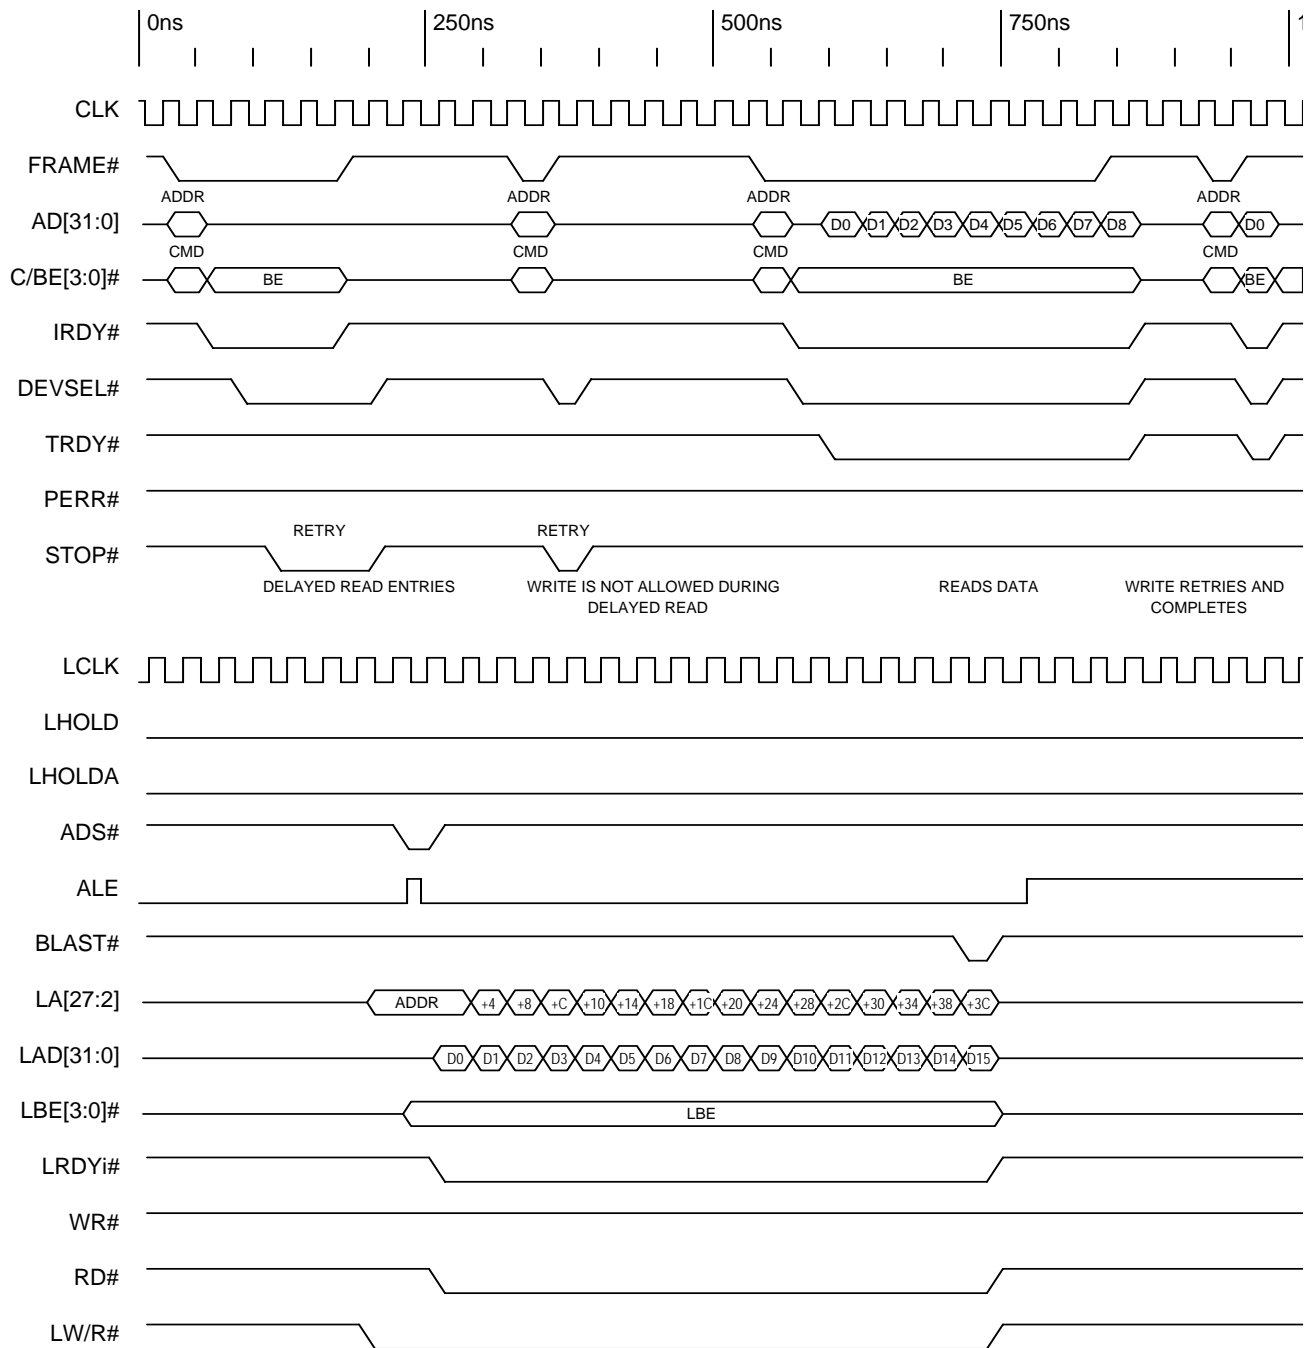 0ns 250ns 500ns 750ns 1
CLK
FRAME#
ADDR ADDR ADDR ADDR
AD[31:0] D0 D1 D2 D3 D4 D5 D6 D7 D8 D0
CMD CMD CMD CMD
C/BE[3:0]# BE BE BE
IRDY#
DEVSEL#
TRDY#
PERR#
RETRY RETRY
STOP#
DELAYED READ ENTRIES WRITE IS NOT ALLOWED DURING READS DATA WRITE RETRIES AND
DELAYED READ COMPLETES
LCLK
LHOLD
LHOLDA
ADS#
ALE
BLAST#
LA[27:2] ADDR +4 +8 +C +10 +14 +18 +1C +20 +24 +28 +2C +30 +34 +38 +3C
LAD[31:0] D0 D1 D2 D3 D4 D5 D6 D7 D8 D9 D10 D11 D12 D13 D14 D15
LBE[3:0]# LBE
LRDYi#
WR#
RD#
LW/R#